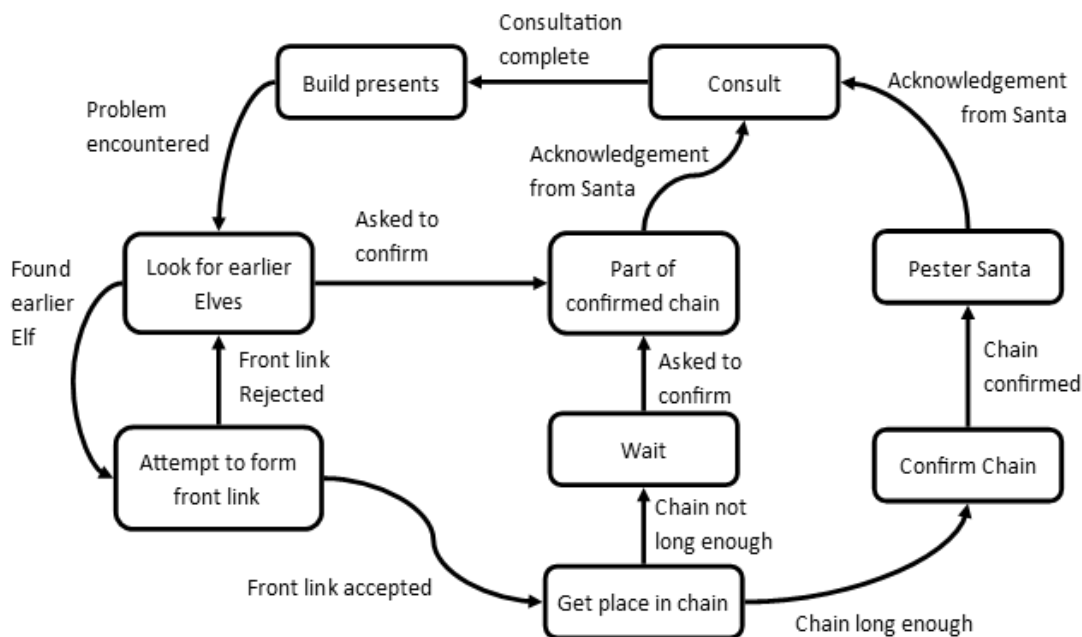 Consultation
complete
Build presents
Consult
Acknowledgement
from Santa
Problem
encountered
Acknowledgement
from Santa
Asked to
confirm
Found
earlier
Elf
Look for earlier
Elves
Part of
confirmed chain
Pester Santa
Front link
Rejected
Asked to
confirm
Chain
confirmed
Attempt to form
front link
Wait
Confirm Chain
Chain not
long enough
Front link accepted
Get place in chain
Chain long enough